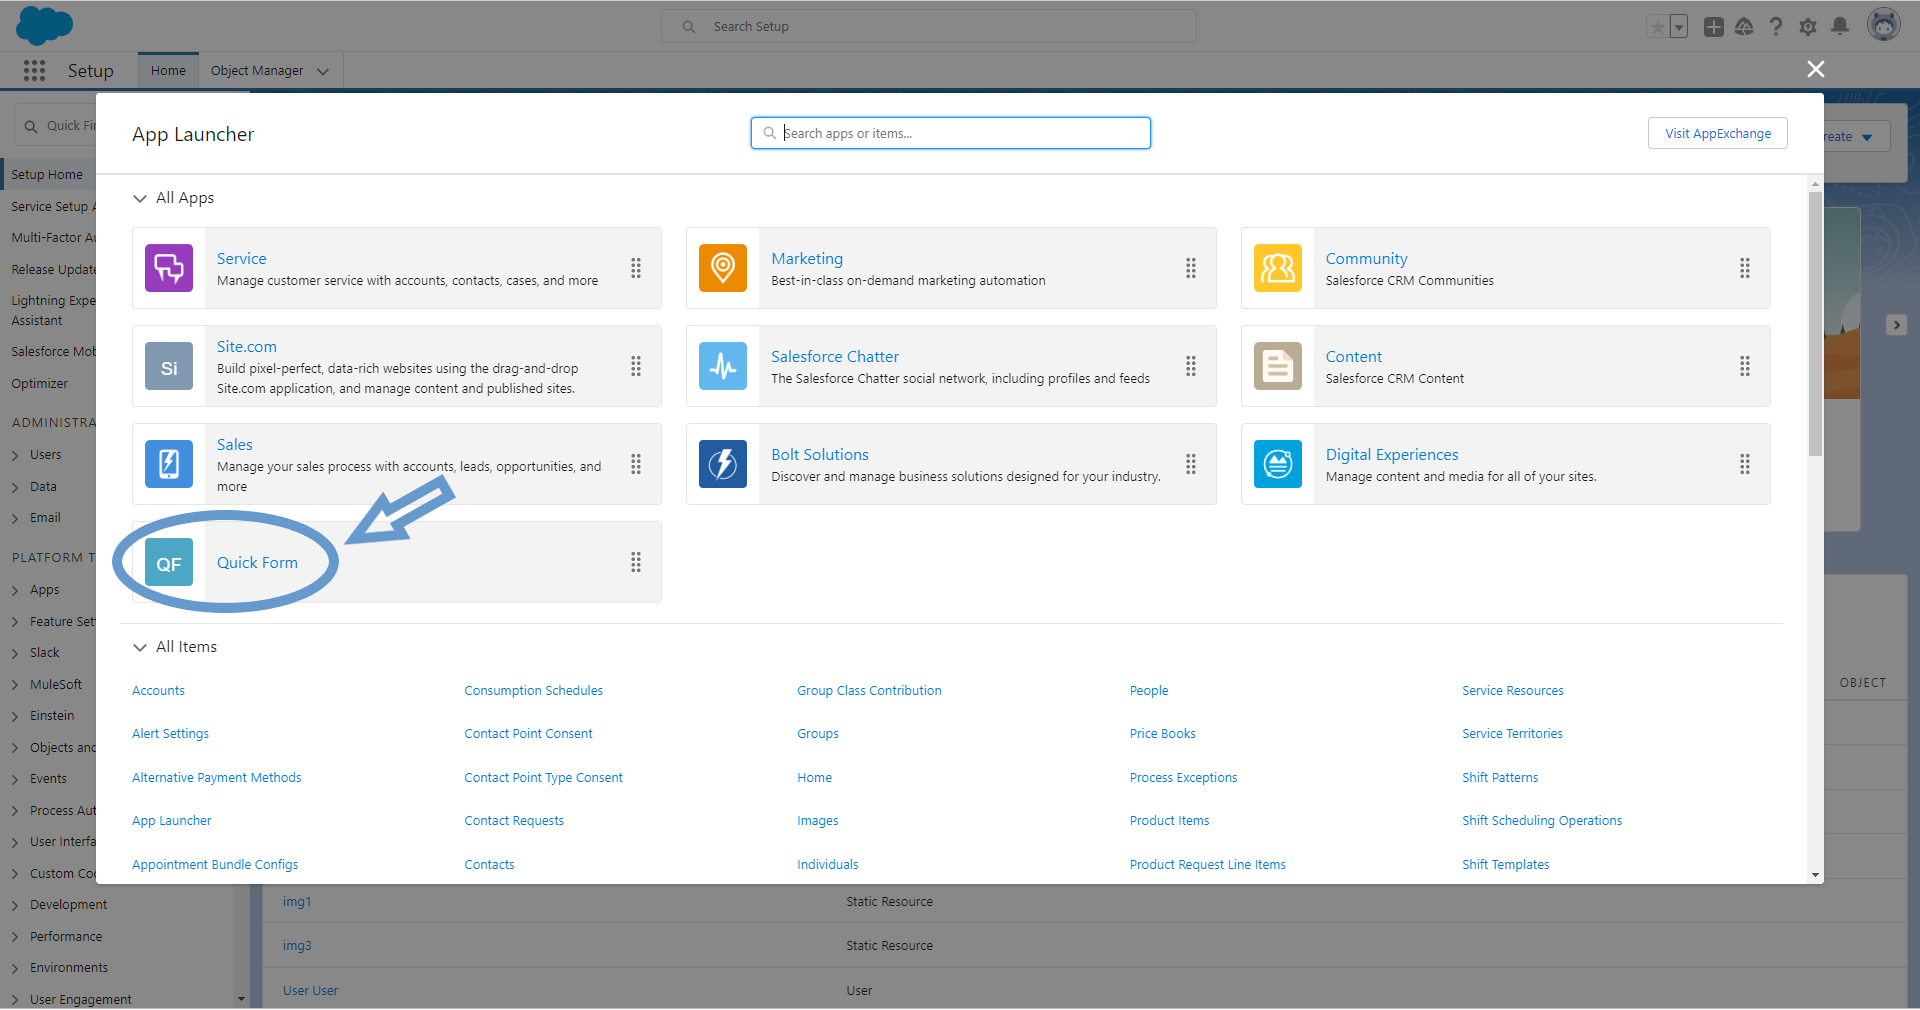 Search Setup
Setup
Home
Object Manager
Quick Fi
App Launcher
Search apps or items...
Visit AppExchange
reate
Setup Home
Service Setup A
Multi-Factor Au
Release Update
Lightning Expe
Assistant
Salesforce Mob
Optimizer
ADMINISTRA
Users
Data
Email
PLATFORM T
Apps
Feature Set
Slack
MuleSoft
Einstein
Objects and
Events
Process Aut
User Interfa
Custom Co
Development
Performance
Environments
User Engagement
All Apps
Service
Manage customer service with accounts, contacts, cases, and more
Marketing
Best-in-class on-demand marketing automation
Community
Salesforce CRM Communities
Si
Site.com
Build pixel-perfect, data-rich websites using the drag-and-drop
Site.com application, and manage content and published sites.
Salesforce Chatter
The Salesforce Chatter social network, including profiles and feeds
Content
Salesforce CRM Content
Sales
Manage your sales process with accounts, leads, opportunities, and
more
Bolt Solutions
Discover and manage business solutions designed for your industry.
Digital Experiences
Manage content and media for all of your sites.
QF
Quick Form
All Items
Accounts
Consumption Schedules
Group Class Contribution
People
Service Resources
Alert Settings
Contact Point Consent
Groups
Price Books
Service Territories
Alternative Payment Methods
Contact Point Type Consent
Home
Process Exceptions
Shift Patterns
App Launcher
Contact Requests
Images
Product Items
Shift Scheduling Operations
Appointment Bundle Configs
Contacts
Individuals
Product Request Line Items
Shift Templates
OBJECT
img1
Static Resource
img3
Static Resource
User User
User